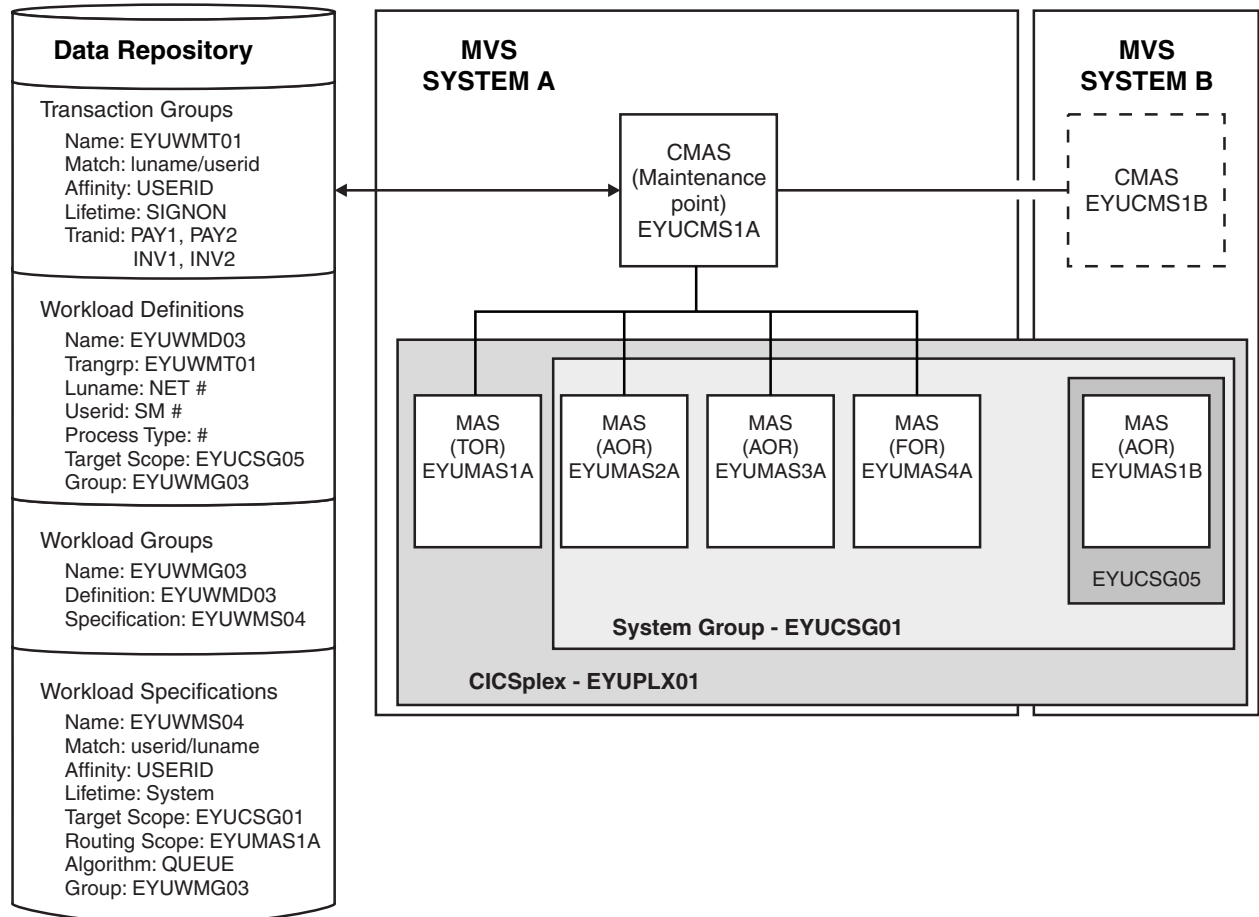 Data Repository
Transaction Groups
Name: EYUWMT01
Match: luname/userid
Affinity: USERID
Lifetime: SIGNON
Tranid: PAY1, PAY2
INV1, INV2
Workload Definitions
Name: EYUWMD03
Trangrp: EYUWMT01
Luname: NET #
Userid: SM #
Process Type: #
Target Scope: EYUCSG05
Group: EYUWMG03
Workload Groups
Name: EYUWMG03
Definition: EYUWMD03
Specification: EYUWMS04
Workload Specifications
Name: EYUWMS04
Match: userid/luname
Affinity: USERID
Lifetime: System
Target Scope: EYUCSG01
Routing Scope: EYUMAS1A
Algorithm: QUEUE
Group: EYUWMG03
MVS
SYSTEM A
CMAS
(Maintenance
point)
EYUCMS1A
MVS
SYSTEM B
CMAS
EYUCMS1B
MAS
(TOR)
EYUMAS1A
MAS
(AOR)
EYUMAS2A
MAS
(AOR)
EYUMAS3A
MAS
(FOR)
EYUMAS4A
MAS
(AOR)
EYUMAS1B
EYUCSG05
System Group - EYUCSG01
CICSplex - EYUPLX01